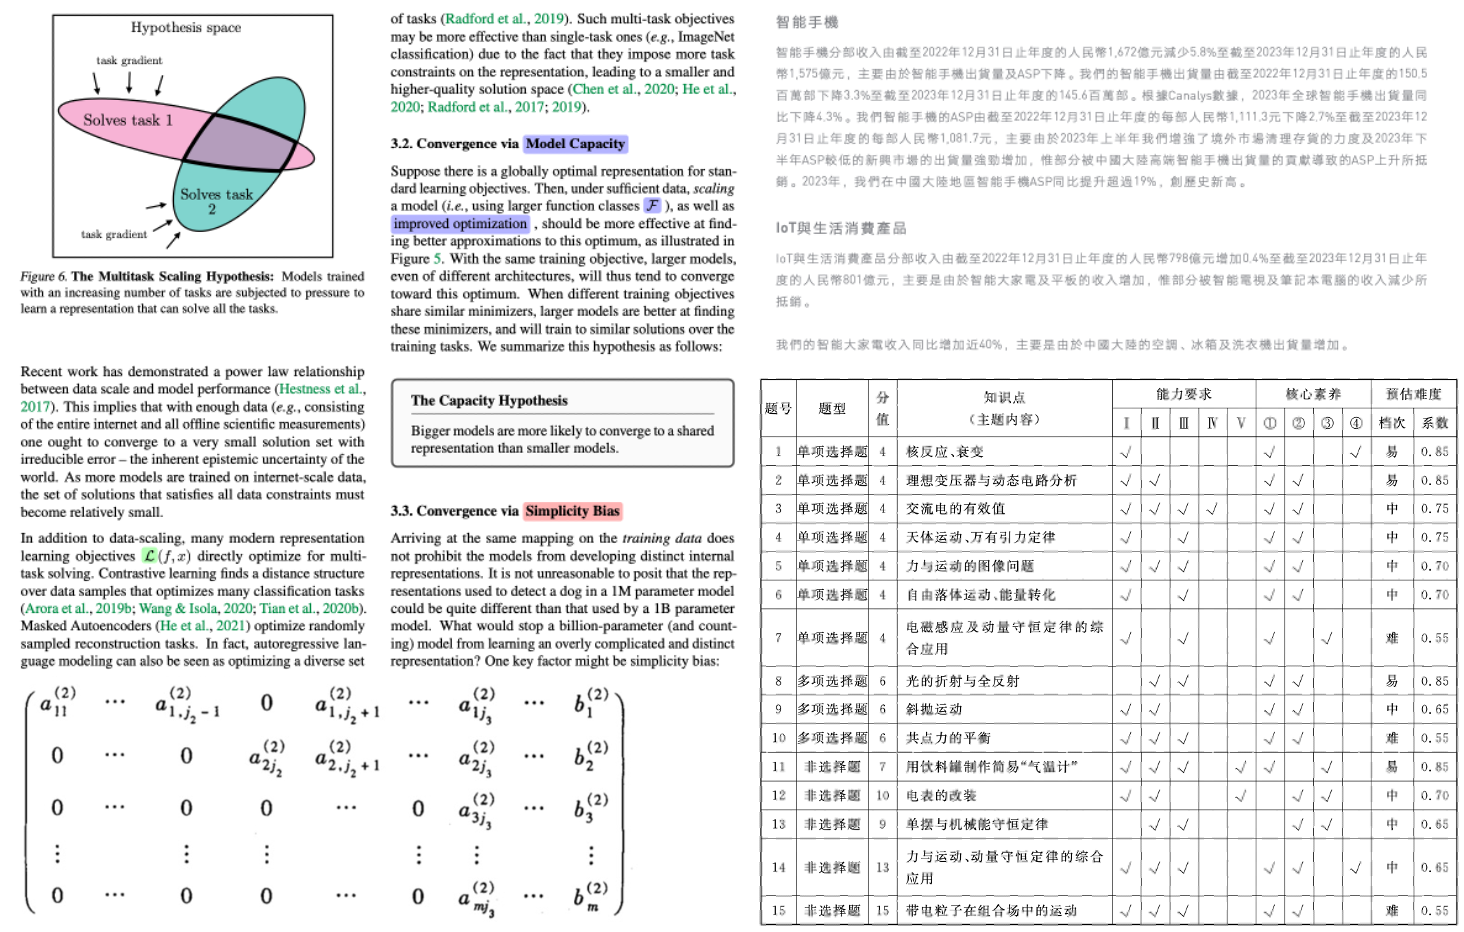 Hypothesis space
task gradient
Solves task 1
Solves task
2
task gradient
Figure 6. The Multitask Scaling Hypothesis: Models trained
with an increasing number of tasks are subjected to pressure to
learn a representation that can solve all the tasks.
Recent work has demonstrated a power law relationship
between data scale and model performance (Hestness et al.,
2017). This implies that with enough data (e.g., consisting
of the entire internet and all offline scientific measurements)
one ought to converge to a very small solution set with
irreducible error – the inherent epistemic uncertainty of the
world. As more models are trained on internet-scale data,
the set of solutions that satisfies all data constraints must
become relatively small.
In addition to data-scaling, many modern representation
learning objectives ℒ(f, x) directly optimize for multi-
task solving. Contrastive learning finds a distance structure
over data samples that optimizes many classification tasks
(Arora et al., 2019b; Wang & Isola, 2020; Tian et al., 2020b).
Masked Autoencoders (He et al., 2021) optimize randomly
sampled reconstruction tasks. In fact, autoregressive lan-
guage modeling can also be seen as optimizing a diverse set
of tasks (Radford et al., 2019). Such multi-task objectives
may be more effective than single-task ones (e.g., ImageNet
classification) due to the fact that they impose more task
constraints on the representation, leading to a smaller and
higher-quality solution space (Chen et al., 2020; He et al.,
2020; Radford et al., 2017; 2019).
3.2. Convergence via Model Capacity
Suppose there is a globally optimal representation for stan-
dard learning objectives. Then, under sufficient data, scaling
a model (i.e., using larger function classes ℱ ), as well as
improved optimization , should be more effective at find-
ing better approximations to this optimum, as illustrated in
Figure 5. With the same training objective, larger models,
even of different architectures, will thus tend to converge
toward this optimum. When different training objectives
share similar minimizers, larger models are better at finding
these minimizers, and will train to similar solutions over the
training tasks. We summarize this hypothesis as follows:
The Capacity Hypothesis
Bigger models are more likely to converge to a shared
representation than smaller models.
3.3. Convergence via Simplicity Bias
Arriving at the same mapping on the training data does
not prohibit the models from developing distinct internal
representations. It is not unreasonable to posit that the rep-
resentations used to detect a dog in a 1M parameter model
could be quite different than that used by a 1B parameter
model. What would stop a billion-parameter (and count-
ing) model from learning an overly complicated and distinct
representation? One key factor might be simplicity bias:
a_{11}^{(2)} ⋯ a_{1,j_2-1}^{(2)} 0 a_{1,j_2+1}^{(2)} ⋯ a_{1j_3}^{(2)} ⋯ b_1^{(2)}
0 ⋯ 0 a_{2j_2}^{(2)} a_{2,j_2+1}^{(2)} ⋯ a_{2j_3}^{(2)} ⋯ b_2^{(2)}
0 ⋯ 0 0 ⋯ 0 a_{3j_3}^{(2)} ⋯ b_3^{(2)}
⋮ ⋮ ⋮ ⋮ ⋮ ⋮
0 ⋯ 0 0 ⋯ 0 a_{mj_3}^{(2)} ⋯ b_m^{(2)}
智能手機
智能手機分部收入由截至2022年12月31日止年度的人民幣1,672億元減少5.8%至截至2023年12月31日止年度的人民
幣1,575億元，主要由於智能手機出貨量及ASP下降。我們的智能手機出貨量由截至2022年12月31日止年度的150.5
百萬部下降3.3%至截至2023年12月31日止年度的145.6百萬部。根據Canalys數據，2023年全球智能手機出貨量同
比下降4.3%。我們智能手機的ASP由截至2022年12月31日止年度的每部人民幣1,111.3元下降2.7%至截至2023年12
月31日止年度的每部人民幣1,081.7元，主要由於2023年上半年我們增強了境外市場清理存貨的力度及2023年下
半年ASP較低的新興市場的出貨量強勁增加，惟部分被中國大陸高端智能手機出貨量的貢獻導致的ASP上升所抵
銷。2023年，我們在中國大陸地區智能手機ASP同比提升超過19%，創歷史新高。
IoT與生活消費產品
IoT與生活消費產品分部收入由截至2022年12月31日止年度的人民幣798億元增加0.4%至截至2023年12月31日止年
度的人民幣801億元，主要是由於智能大家電及平板的收入增加，惟部分被智能電視及筆記本電腦的收入減少所
抵銷。
我們的智能大家電收入同比增加近40%，主要是由於中國大陸的空調、冰箱及洗衣機出貨量增加。
题号 题型 分值 知识点（主题内容） 能力要求 核心素养 预估难度
Ⅰ Ⅱ Ⅲ Ⅳ Ⅴ ① ② ③ ④ 档次 系数
1 单项选择题 4 核反应、衰变 √ √ √ 易 0.85
2 单项选择题 4 理想变压器与动态电路分析 √ √ √ √ 易 0.85
3 单项选择题 4 交流电的有效值 √ √ √ √ √ √ 中 0.75
4 单项选择题 4 天体运动、万有引力定律 √ √ √ √ 中 0.75
5 单项选择题 4 力与运动的图像问题 √ √ √ √ √ 中 0.70
6 单项选择题 4 自由落体运动、能量转化 √ √ √ √ 中 0.70
7 单项选择题 4 电磁感应及动量守恒定律的综
合应用 √ √ √ √ 难 0.55
8 多项选择题 6 光的折射与全反射 √ √ √ √ 易 0.85
9 多项选择题 6 斜抛运动 √ √ √ √ 中 0.65
10 多项选择题 6 共点力的平衡 √ √ √ √ √ 难 0.55
11 非选择题 7 用饮料罐制作简易“气温计” √ √ √ √ √ √ 易 0.85
12 非选择题 10 电表的改装 √ √ √ √ √ 中 0.70
13 非选择题 9 单摆与机械能守恒定律 √ √ √ √ 中 0.65
14 非选择题 13 力与运动、动量守恒定律的综合
应用 √ √ √ √ √ √ 中 0.65
15 非选择题 15 带电粒子在组合场中的运动 √ √ √ √ √ 难 0.55